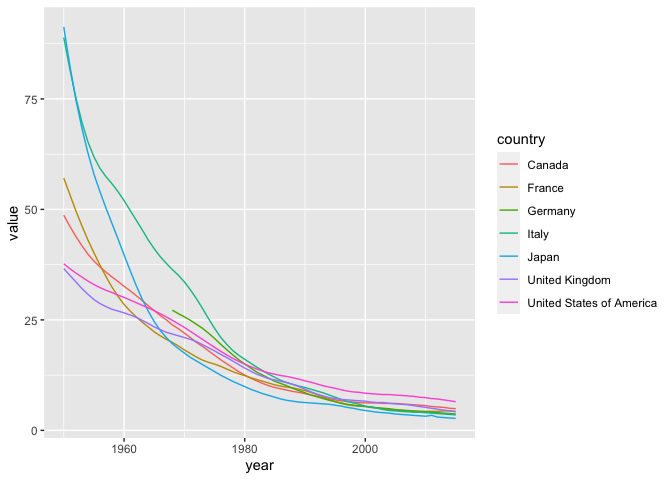 75
50
25
0
value
1960
1980
2000
year
country
Canada
France
Germany
Italy
Japan
United Kingdom
United States of America